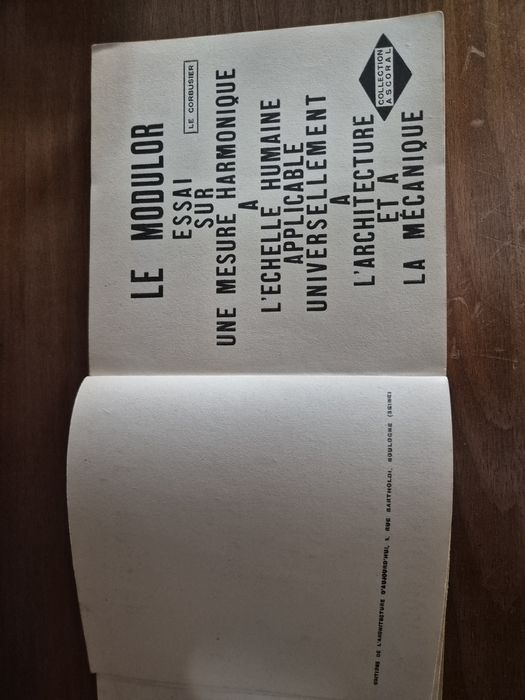 EDITIONS DE L'ARCHITECTURE D'AUJOURD'HUI, 5, RUE BARTHOLDI, BOULOGNE (SEINE)
LE MODULOR
LE CORBUSIER
ESSAI
SUR
UNE MESURE HARMONIQUE
A
L'ECHELLE HUMAINE
APPLICABLE
UNIVERSELLEMENT
A
L'ARCHITECTURE
ET A
LA MÉCANIQUE
COLLECTION
ASCORAL